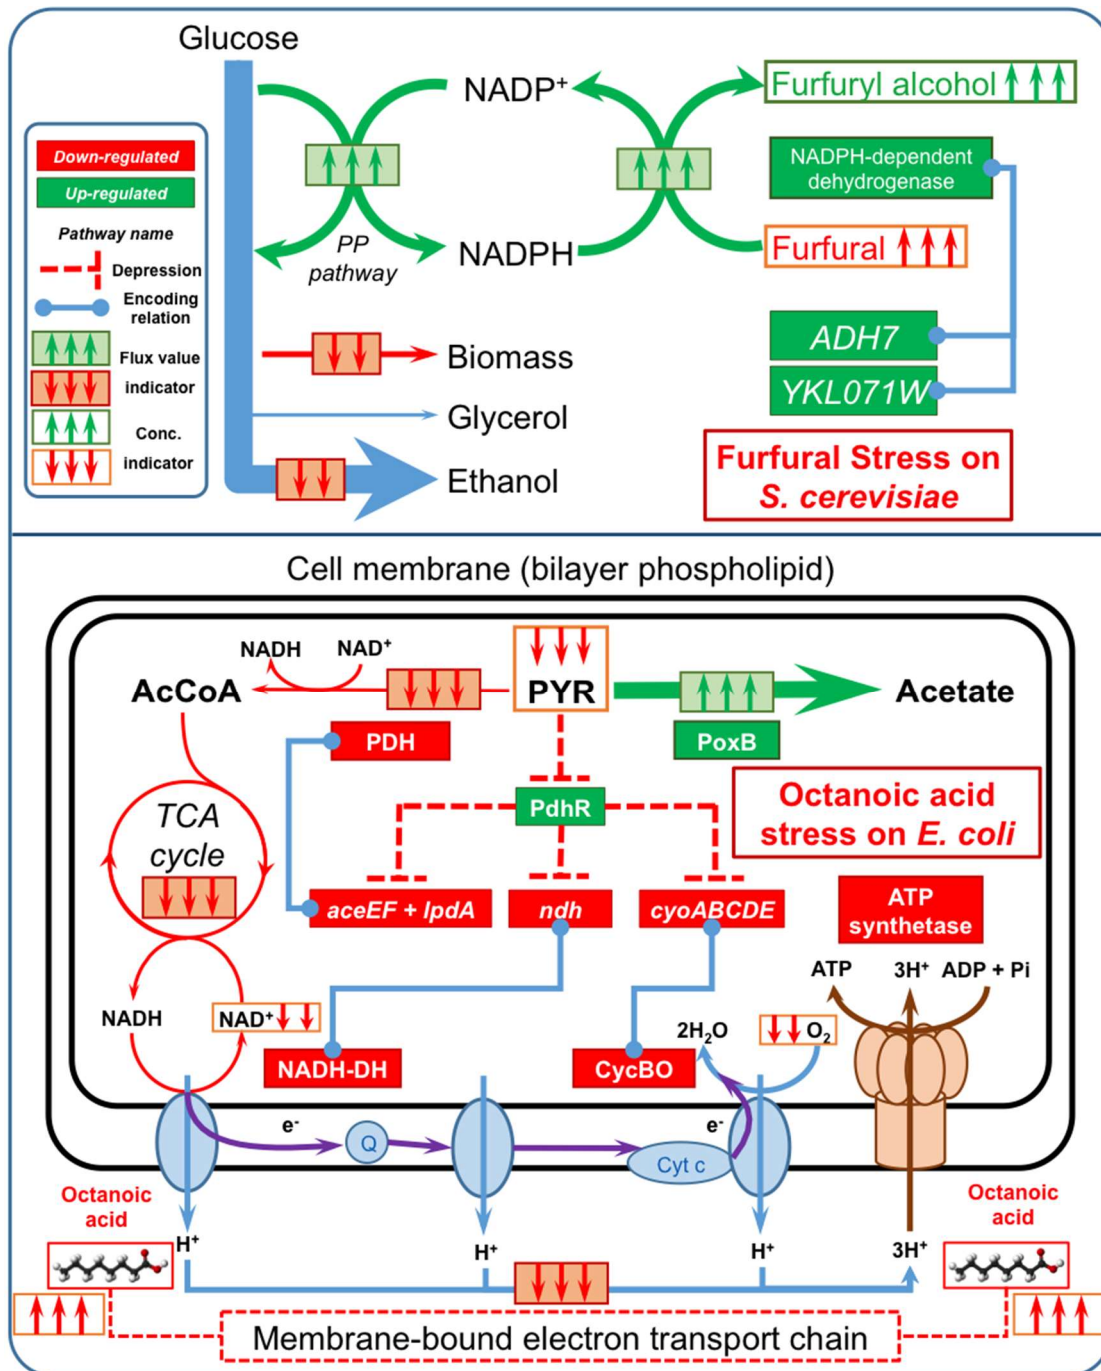 Glucose
NADP⁺
Furfuryl alcohol
Down-regulated
Up-regulated
Pathway name
Depression
Encoding
relation
Flux value
indicator
Conc.
indicator
NADPH-dependent
dehydrogenase
PP
pathway
NADPH
Furfural
Biomass
ADH7
YKL071W
Glycerol
Ethanol
Furfural Stress on
S. cerevisiae
Cell membrane (bilayer phospholipid)
NADH
NAD⁺
AcCoA
PYR
Acetate
PDH
PoxB
TCA
cycle
PdhR
Octanoic acid
stress on E. coli
aceEF + lpdA
ndh
cyoABCDE
ATP
synthetase
ATP
3H⁺
ADP + Pi
NADH
NAD⁺
2H₂O
O₂
NADH-DH
CycBO
e⁻
Q
Cyt c
e⁻
Octanoic
acid
H⁺
H⁺
H⁺
3H⁺
Octanoic
acid
Membrane-bound electron transport chain